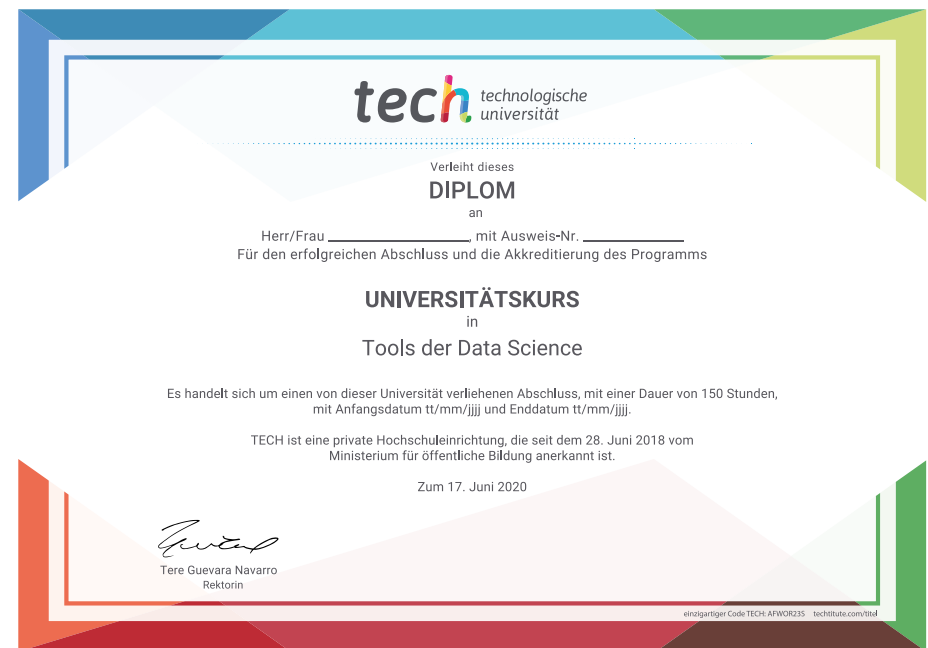 tech technologische
universität
Verleiht dieses
DIPLOM
an
Herr/Frau ____________________, mit Ausweis-Nr. ______________
Für den erfolgreichen Abschluss und die Akkreditierung des Programms
UNIVERSITÄTSKURS
in
Tools der Data Science
Es handelt sich um einen von dieser Universität verliehenen Abschluss, mit einer Dauer von 150 Stunden,
mit Anfangsdatum tt/mm/jjjj und Enddatum tt/mm/jjjj.
TECH ist eine private Hochschuleinrichtung, die seit dem 28. Juni 2018 vom
Ministerium für öffentliche Bildung anerkannt ist.
Zum 17. Juni 2020
Tere Guevara Navarro
Rektorin
einzigartiger Code TECH: AFWOR23S techtitute.com/titel